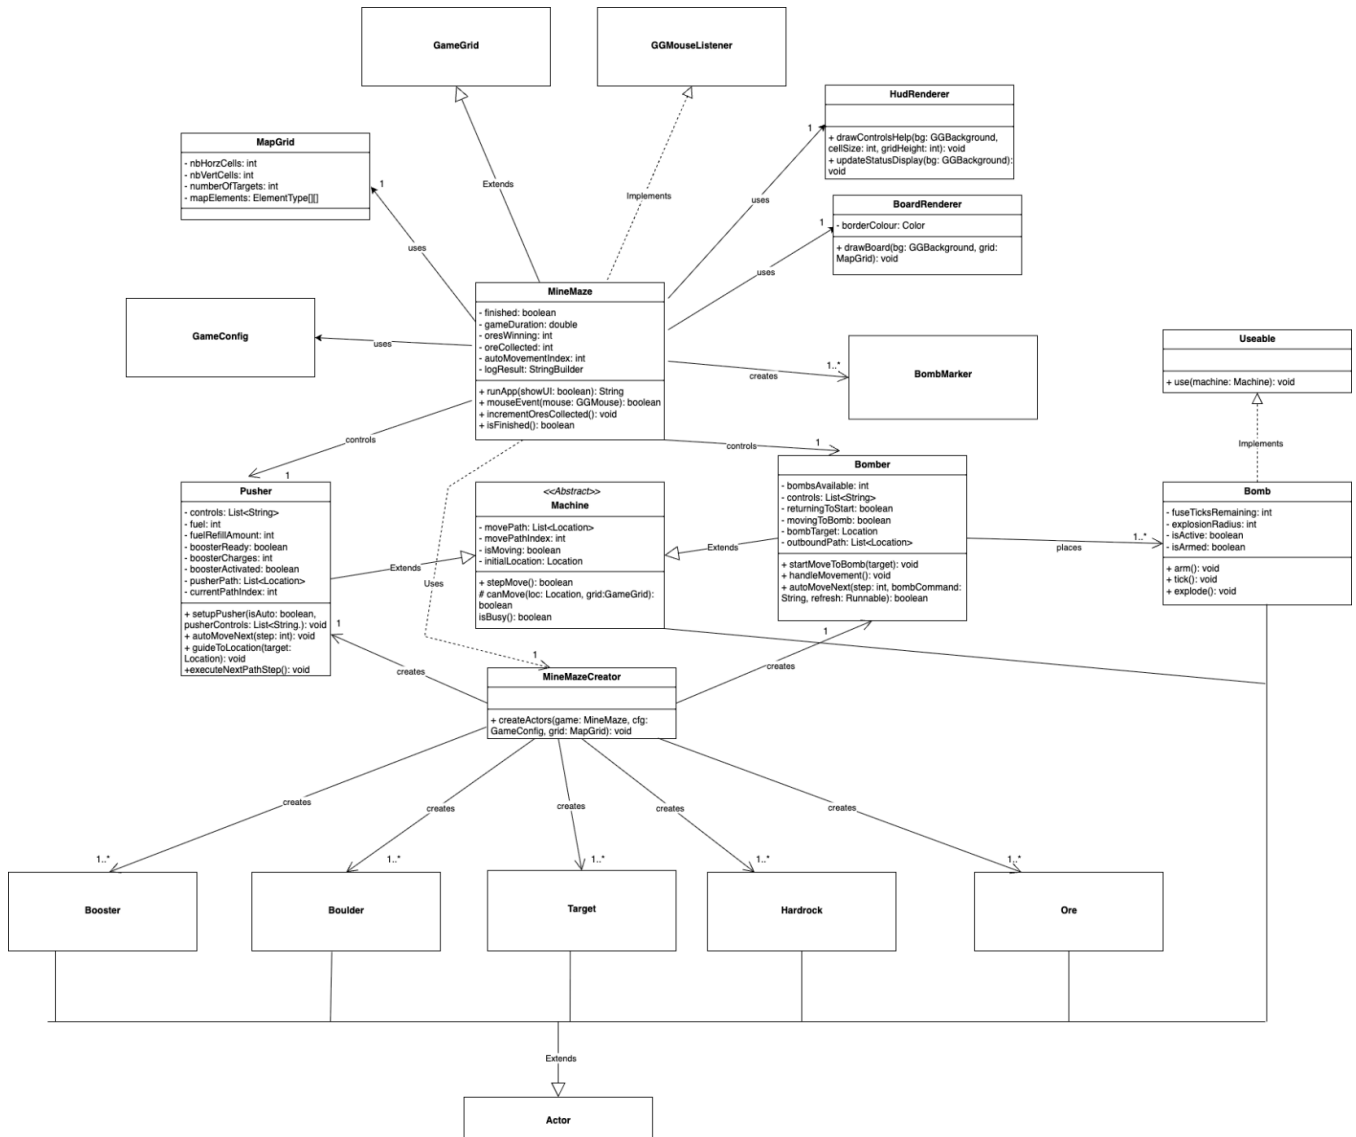 GameGrid
GGMouseListener
HudRenderer
+ drawControlsHelp(bg: GGBackground,
cellSize: int, gridHeight: int): void
+ updateStatusDisplay(bg: GGBackground):
void
1
MapGrid
- nbHorzCells: int
- nbVertCells: int
- numberOfTargets: int
- mapElements: ElementType[][]
1
Extends
Implements
uses
BoardRenderer
- borderColour: Color
+ drawBoard(bg: GGBackground, grid:
MapGrid): void
1
uses
uses
MineMaze
- finished: boolean
- gameDuration: double
- oresWinning: int
- oreCollected: int
- autoMovementIndex: int
- logResult: StringBuilder
+ runApp(showUI: boolean): String
+ mouseEvent(mouse: GGMouse): boolean
+ incrementOresCollected(): void
+ isFinished(): boolean
GameConfig
uses
BombMarker
1..*
creates
Useable
+ use(machine: Machine): void
Implements
controls
1
controls
1
Pusher
- controls: List<String>
- fuel: int
- fuelRefillAmount: int
- boosterReady: boolean
- boosterCharges: int
- boosterActivated: boolean
- pusherPath: List<Location>
- currentPathIndex: int
+ setupPusher(isAuto: boolean,
pusherControls: List<String.): void
+ autoMoveNext(step: int): void
+ guideToLocation(target:
Location): void
+executeNextPathStep(): void
Extends
Uses
<<Abstract>>
Machine
- movePath: List<Location>
- movePathIndex: int
- isMoving: boolean
- initialLocation: Location
+ stepMove(): boolean
# canMove(loc: Location, grid:GameGrid):
boolean
isBusy(): boolean
Extends
Bomber
- bombsAvailable: int
- controls: List<String>
- returningToStart: boolean
- movingToBomb: boolean
- bombTarget: Location
- outboundPath: List<Location>
+ startMoveToBomb(target): void
+ handleMovement(): void
+ autoMoveNext(step: int, bombCommand:
String, refresh: Runnable): boolean
places
1..*
Bomb
- fuseTicksRemaining: int
- explosionRadius: int
- isActive: boolean
- isArmed: boolean
+ arm(): void
+ tick(): void
+ explode(): void
1
creates
1
1
creates
MineMazeCreator
+ createActors(game: MineMaze, cfg:
GameConfig, grid: MapGrid): void
creates
creates
creates
creates
creates
1..*
1..*
1..*
1..*
1..*
Booster
Boulder
Target
Hardrock
Ore
Extends
Actor